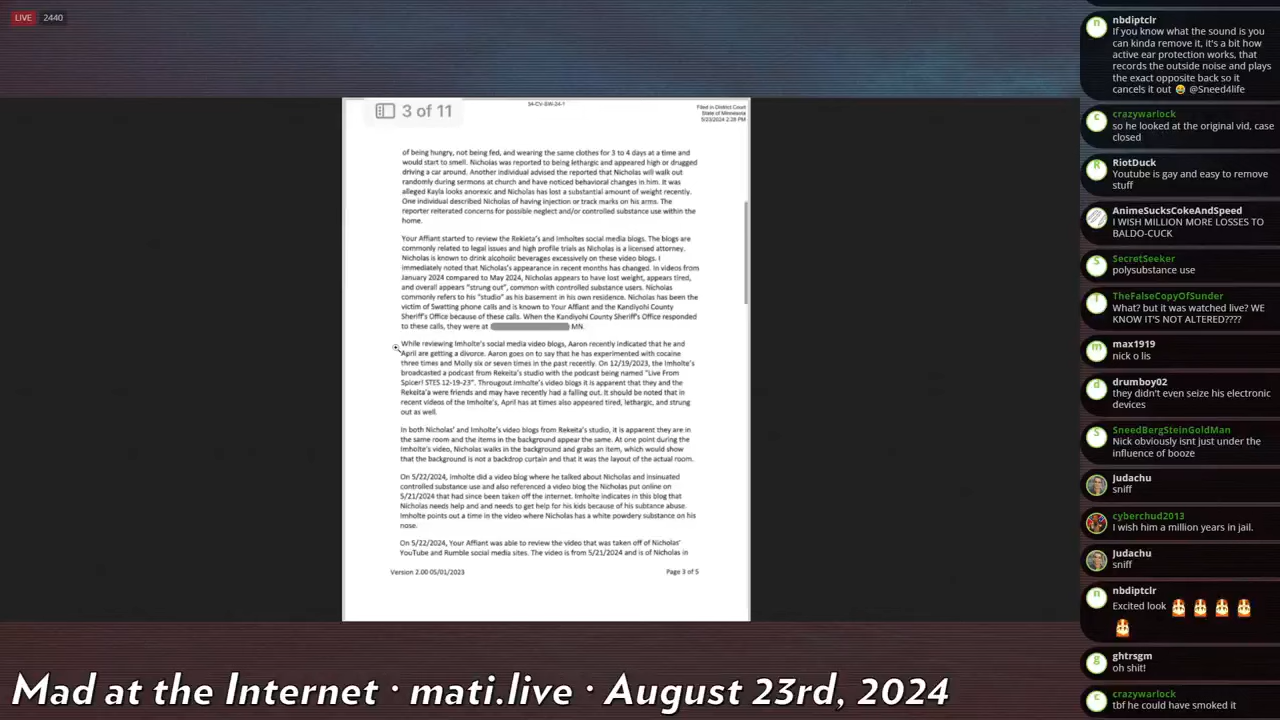 LIVE 2440
3 of 11
34-CV-SW-24-1
Filed in District Court
State of Minnesota
5/23/2024 2:28 PM
of being hungry, not being fed, and wearing the same clothes for 3 to 4 days at a time and
would start to smell. Nicholas was reported to being lethargic and appeared high or drugged
driving a car around. Another individual advised the reported that Nicholas will walk out
randomly during sermons at church and have noticed behavioral changes in him. It was
alleged Kayla looks anorexic and Nicholas has lost a substantial amount of weight recently.
One individual described Nicholas of having injection or track marks on his arms. The
reporter reiterated concerns for possible neglect and/or controlled substance use within the
home.
Your Affiant started to review the Rekieta's and Imholtes social media blogs. The blogs are
commonly related to legal issues and high profile trials as Nicholas is a licensed attorney.
Nicholas is known to drink alcoholic beverages excessively on these video blogs. I
immediately noted that Nicholas's appearance in recent months has changed. In videos from
January 2024 compared to May 2024, Nicholas appears to have lost weight, appears tired,
and overall appears "strung out", common with controlled substance users. Nicholas
commonly refers to his "studio" as his basement in his own residence. Nicholas has been the
victim of Swatting phone calls and is known to Your Affiant and the Kandiyohi County
Sheriff's Office because of these calls. When the Kandiyohi County Sheriff's Office responded
to these calls, they were at MN.
While reviewing Imholte's social media video blogs, Aaron recently indicated that he and
April are getting a divorce. Aaron goes on to say that he has experimented with cocaine
three times and Molly six or seven times in the past recently. On 12/19/2023, the Imholte's
broadcasted a podcast from Rekeita's studio with the podcast being named "Live From
Spicer! STES 12-19-23". Througout Imholte's video blogs it is apparent that they and the
Rekeita'a were friends and may have recently had a falling out. It should be noted that in
recent videos of the Imholte's, April has at times also appeared tired, lethargic, and strung
out as well.
In both Nicholas' and Imholte's video blogs from Rekeita's studio, it is apparent they are in
the same room and the items in the background appear the same. At one point during the
Imholte's video, Nicholas walks in the background and grabs an item, which would show
that the background is not a backdrop curtain and that it was the layout of the actual room.
On 5/22/2024, Imholte did a video blog where he talked about Nicholas and insinuated
controlled substance use and also referenced a video blog the Nicholas put online on
5/21/2024 that had since been taken off the internet. Imholte indicates in this blog that
Nicholas needs help and and needs to get help for his kids because of his subtance abuse.
Imholte points out a time in the video where Nicholas has a white powdery substance on his
nose.
On 5/22/2024, Your Affiant was able to review the video that was taken off of Nicholas'
YouTube and Rumble social media sites. The video is from 5/21/2024 and is of Nicholas in
Version 2.00 05/01/2023 Page 3 of 5
Mad at the Internet · mati.live · August 23rd, 2024
nbdiptclr
If you know what the sound is you
can kinda remove it, it's a bit how
active ear protection works, that
records the outside noise and plays
the exact opposite back so it
cancels it out 😅 @Sneed4life
crazywarlock
so he looked at the original vid, case
closed
RiotDuck
Youtube is gay and easy to remove
stuff
AnimeSucksCokeAndSpeed
I WISH MILLION MORE LOSSES TO
BALDO-CUCK
SecretSeeker
polysubstance use
TheFalseCopyOfSunder
What? but it was watched live? WE
KNOW IT'S NOT ALTERED????
max1919
nick o lis
drumboy02
they didn't even seize his electronic
devices
SneedBergSteinGoldMan
Nick obviously isnt just under the
influence of booze
Judachu
sniff
cyberchud2013
I wish him a million years in jail.
Judachu
sniff
nbdiptclr
Excited look
ghtrsgm
oh shit!
crazywarlock
tbf he could have smoked it